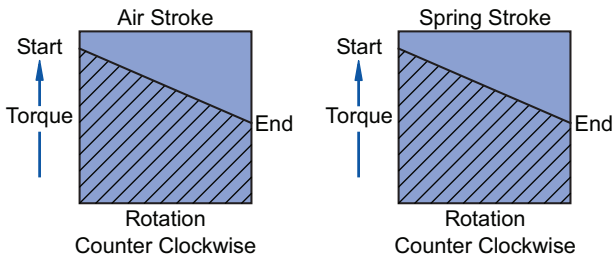 Air Stroke
Start
Torque
End
Rotation
Counter Clockwise
Spring Stroke
Start
Torque
End
Rotation
Counter Clockwise